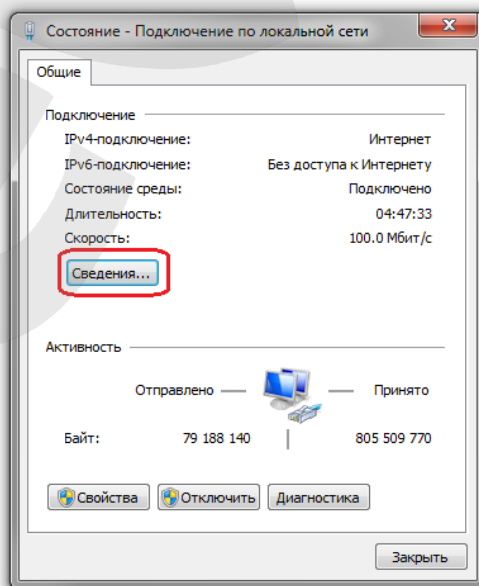 Состояние - Подключение по локальной сети
Общие
Подключение
IPv4-подключение: Интернет
IPv6-подключение: Без доступа к Интернету
Состояние среды: Подключено
Длительность: 04:47:33
Скорость: 100.0 Мбит/с
Сведения...
Активность
Отправлено Принято
Байт: 79 188 140 805 509 770
Свойства Отключить Диагностика
Закрыть